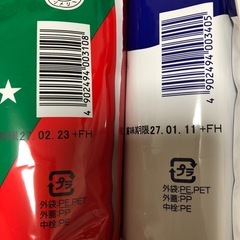 4 902494 003108
27. 02. 23 +FH
プラ
外袋:PE,PET
外蓋:PP
中栓:PE
4 902494 003405
賞味期限27. 01. 11 +FH
プラ
外袋:PE,PET
外蓋:PP
中栓:PE